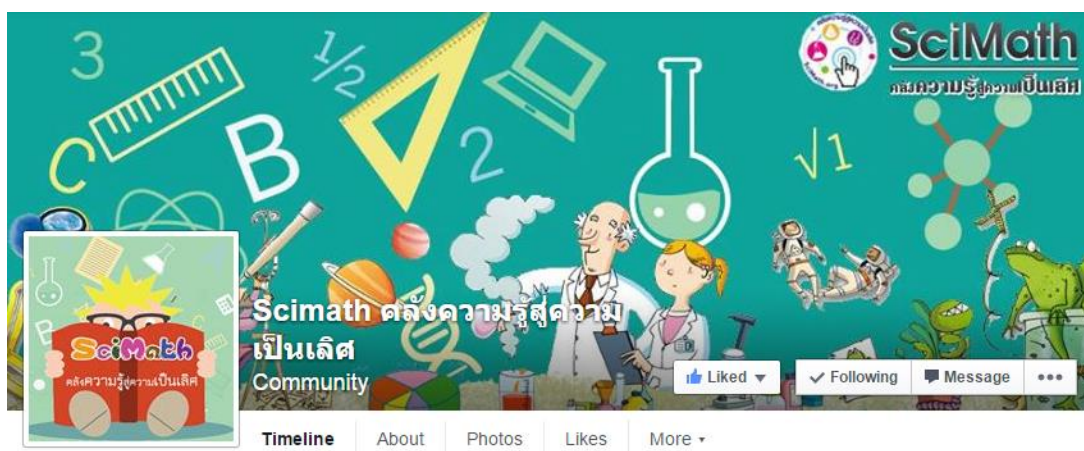 3
1/2
C
B
2
√1
SciMath
คลังความรู้สู่ความเป็นเลิศ
SciMath.org
B
SciMath
คลังความรู้สู่ความเป็นเลิศ
Scimath คลังความรู้สู่ความ
เป็นเลิศ
Community
Liked
Following
Message
Timeline
About
Photos
Likes
More